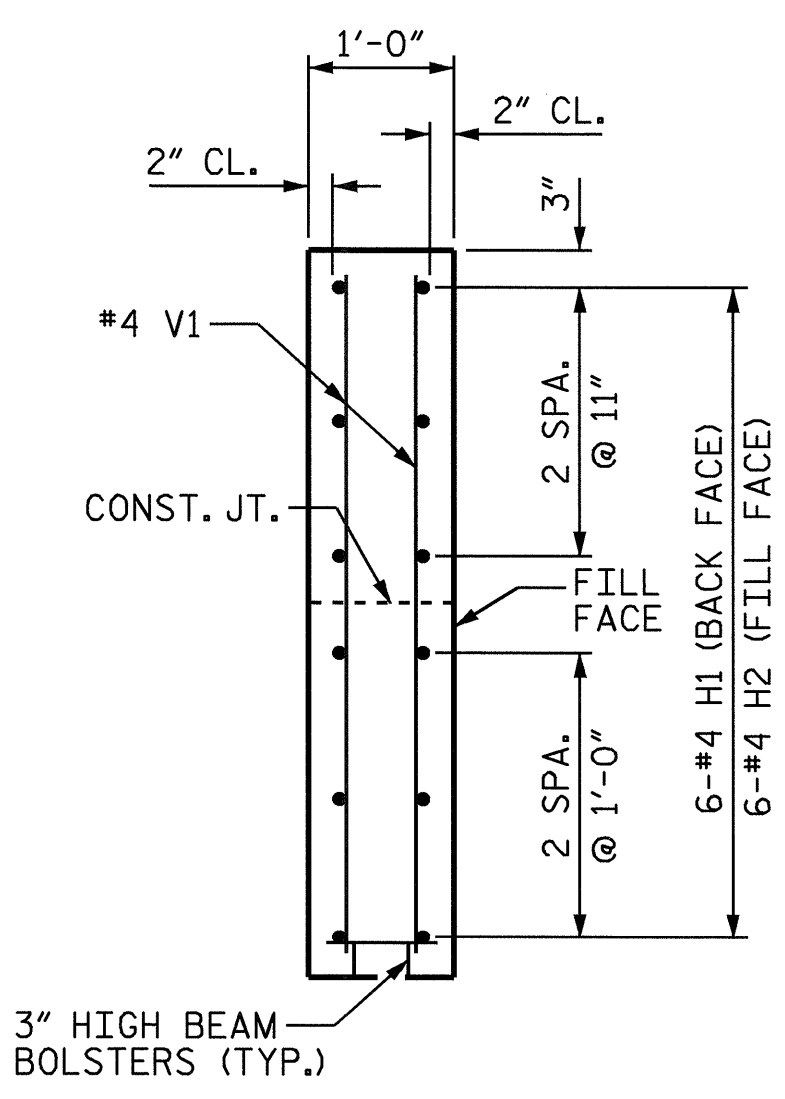 1'-0"
2" CL.
2" CL.
3"
#4 V1
2 SPA.
@ 11"
CONST. JT.
FILL
FACE
6-#4 H1 (BACK FACE)
6-#4 H2 (FILL FACE)
2 SPA.
@ 1'-0"
3" HIGH BEAM
BOLSTERS (TYP.)